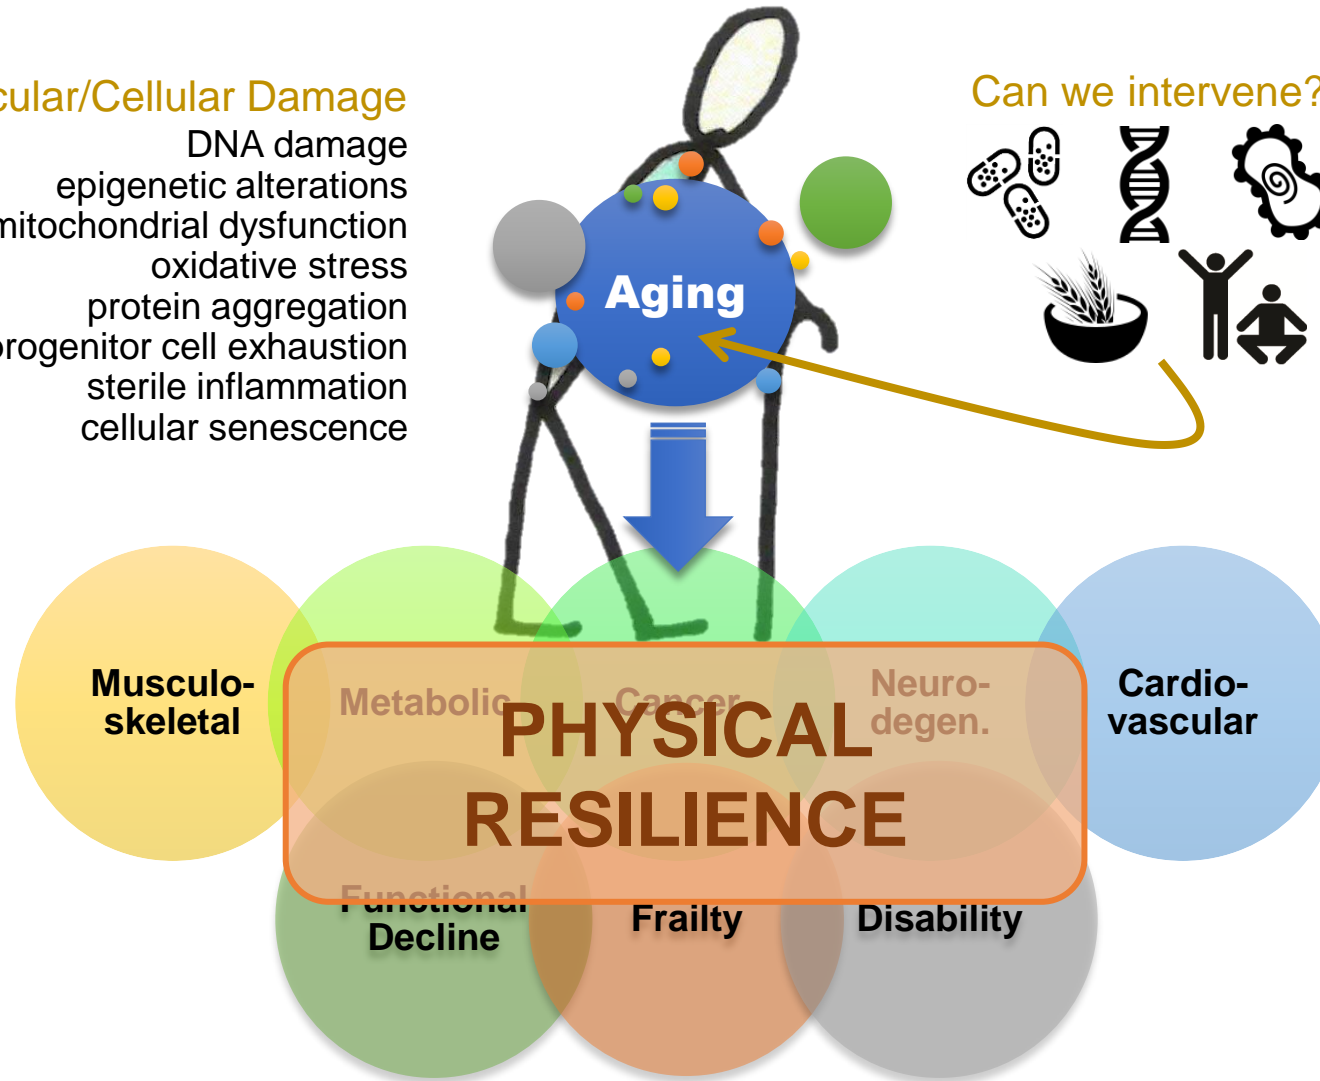 cular/Cellular Damage
DNA damage
epigenetic alterations
mitochondrial dysfunction
oxidative stress
protein aggregation
progenitor cell exhaustion
sterile inflammation
cellular senescence
Can we intervene?
Aging
Musculo-
skeletal
Metabolic
Cancer
Neuro-
degen.
Cardio-
vascular
PHYSICAL
RESILIENCE
Functional
Decline
Frailty
Disability